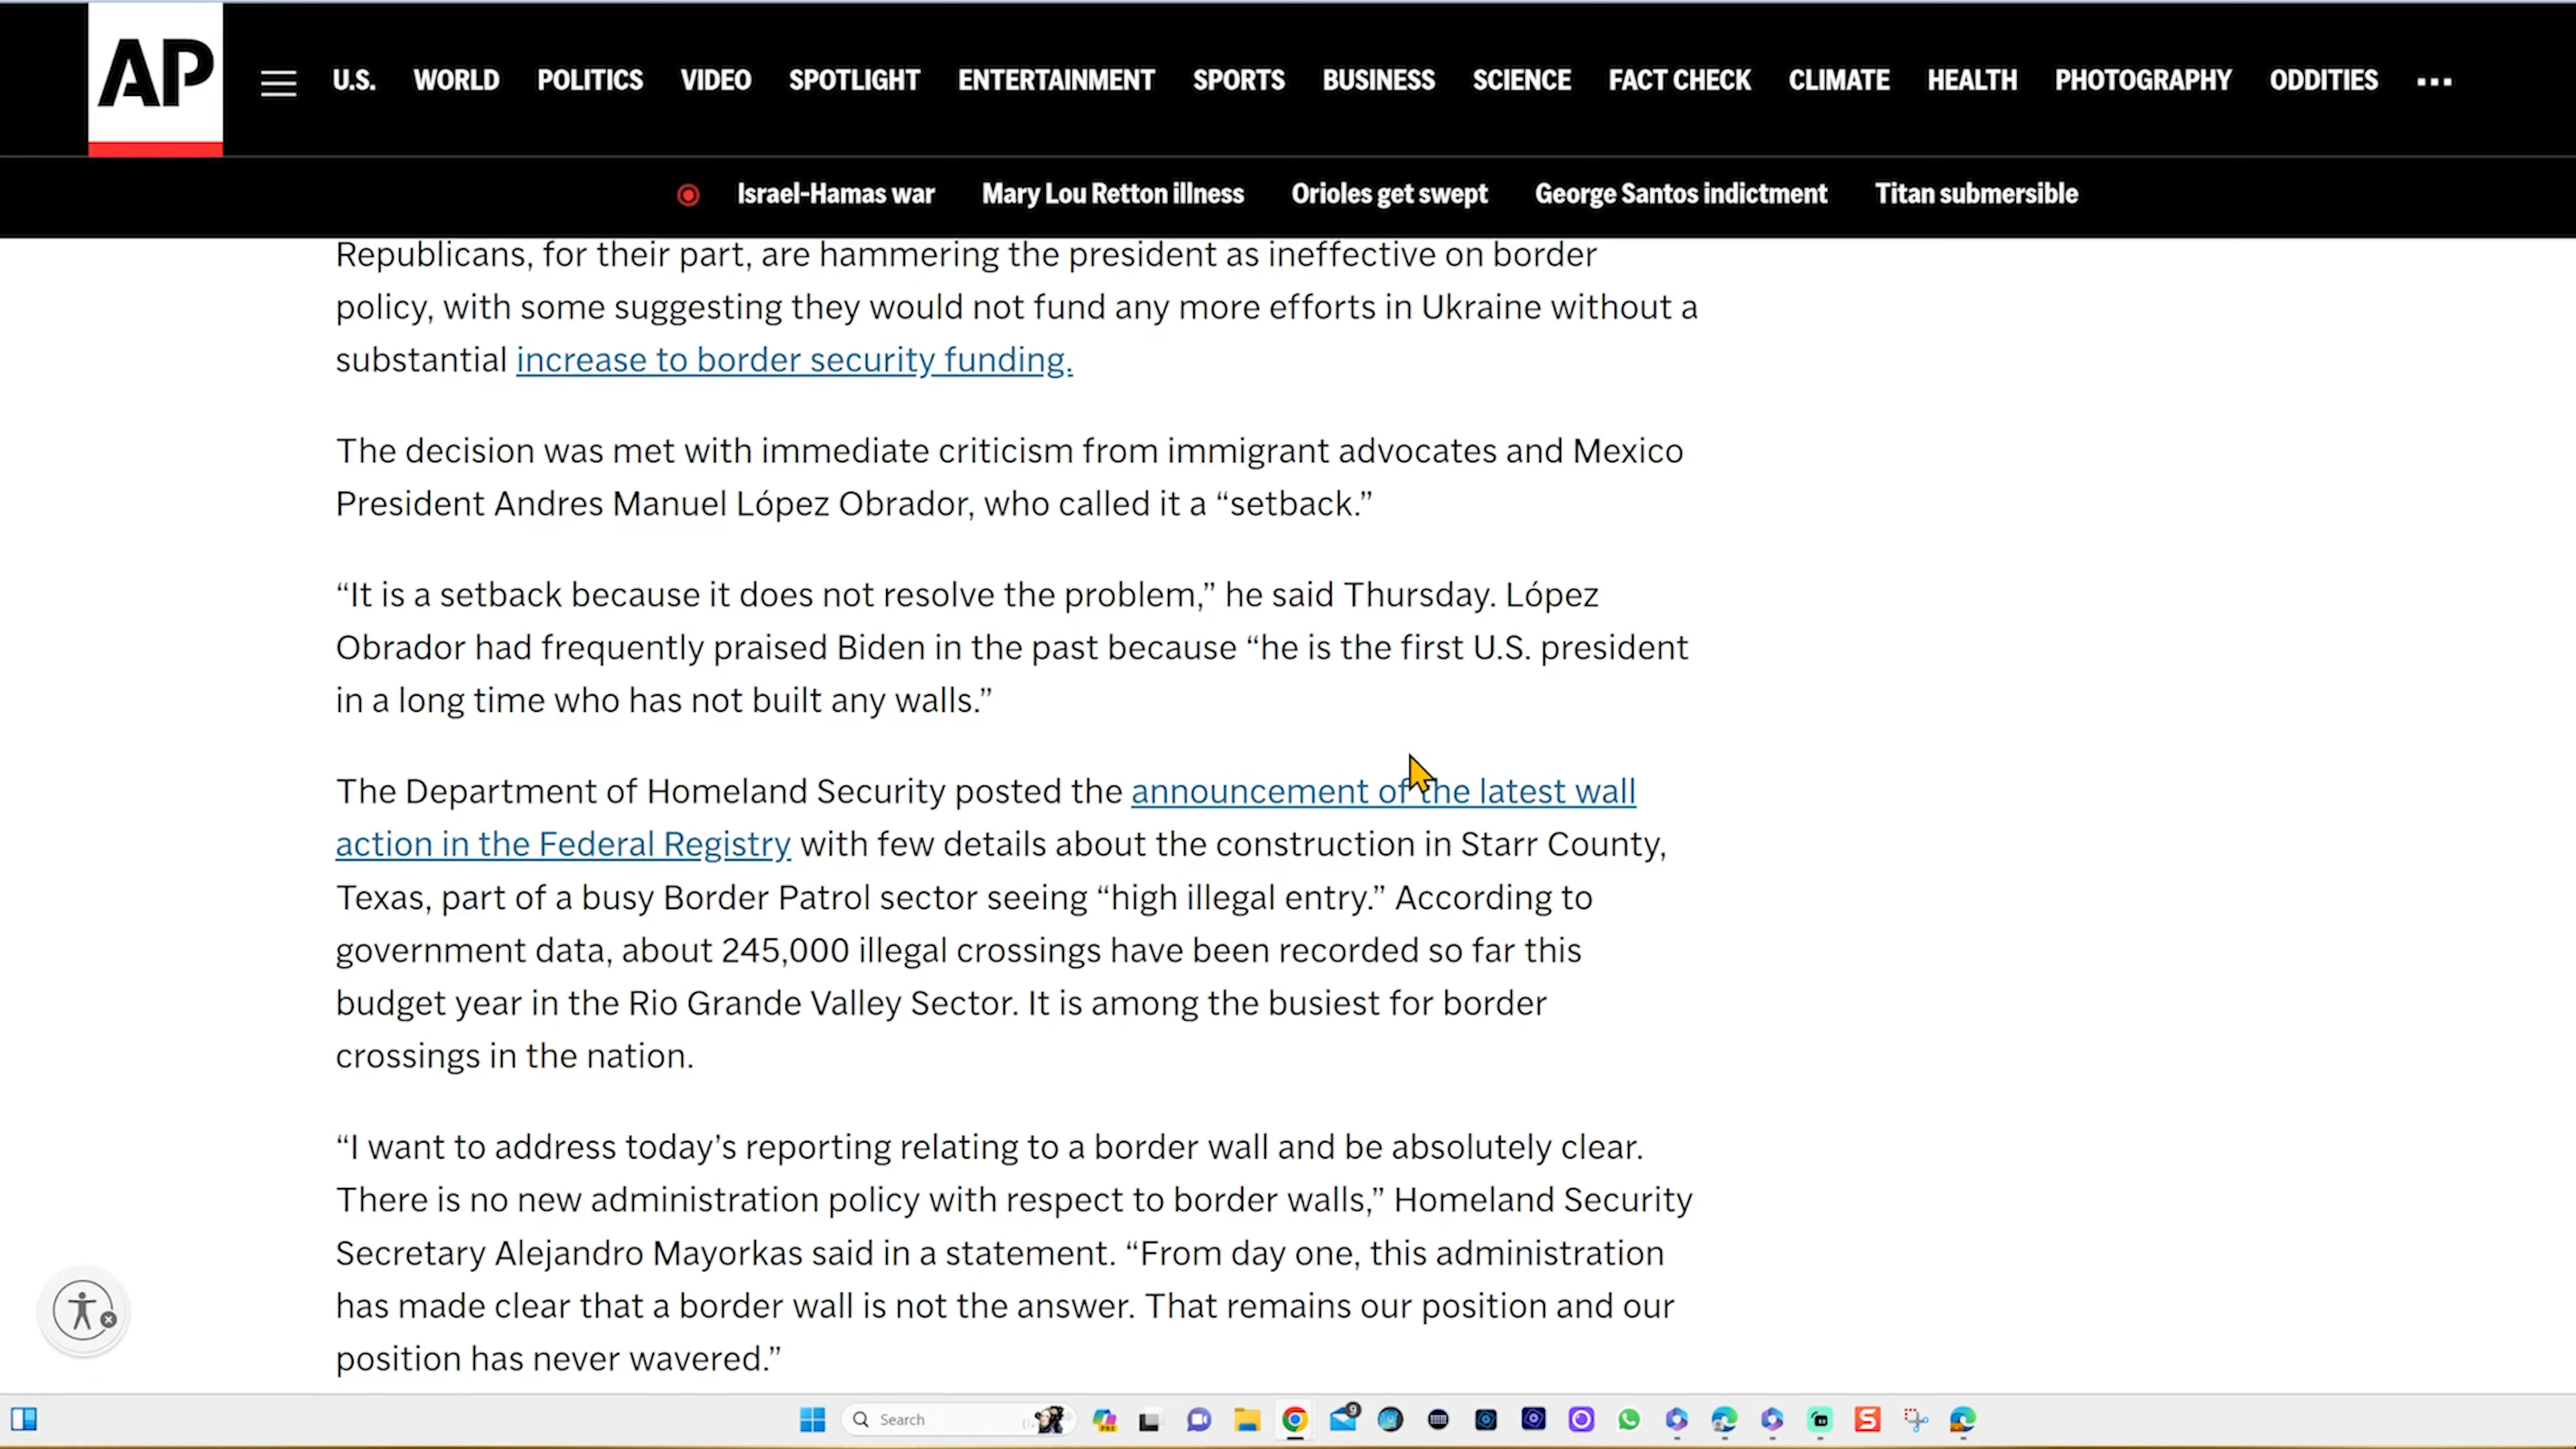 AP
U.S. WORLD POLITICS VIDEO SPOTLIGHT ENTERTAINMENT SPORTS BUSINESS SCIENCE FACT CHECK CLIMATE HEALTH PHOTOGRAPHY ODDITIES
Israel-Hamas war Mary Lou Retton illness Orioles get swept George Santos indictment Titan submersible
Republicans, for their part, are hammering the president as ineffective on border
policy, with some suggesting they would not fund any more efforts in Ukraine without a
substantial increase to border security funding.
The decision was met with immediate criticism from immigrant advocates and Mexico
President Andres Manuel López Obrador, who called it a “setback.”
“It is a setback because it does not resolve the problem,” he said Thursday. López
Obrador had frequently praised Biden in the past because “he is the first U.S. president
in a long time who has not built any walls.”
The Department of Homeland Security posted the announcement of the latest wall
action in the Federal Registry with few details about the construction in Starr County,
Texas, part of a busy Border Patrol sector seeing “high illegal entry.” According to
government data, about 245,000 illegal crossings have been recorded so far this
budget year in the Rio Grande Valley Sector. It is among the busiest for border
crossings in the nation.
“I want to address today’s reporting relating to a border wall and be absolutely clear.
There is no new administration policy with respect to border walls,” Homeland Security
Secretary Alejandro Mayorkas said in a statement. “From day one, this administration
has made clear that a border wall is not the answer. That remains our position and our
position has never wavered.”
Search PRE 9 S